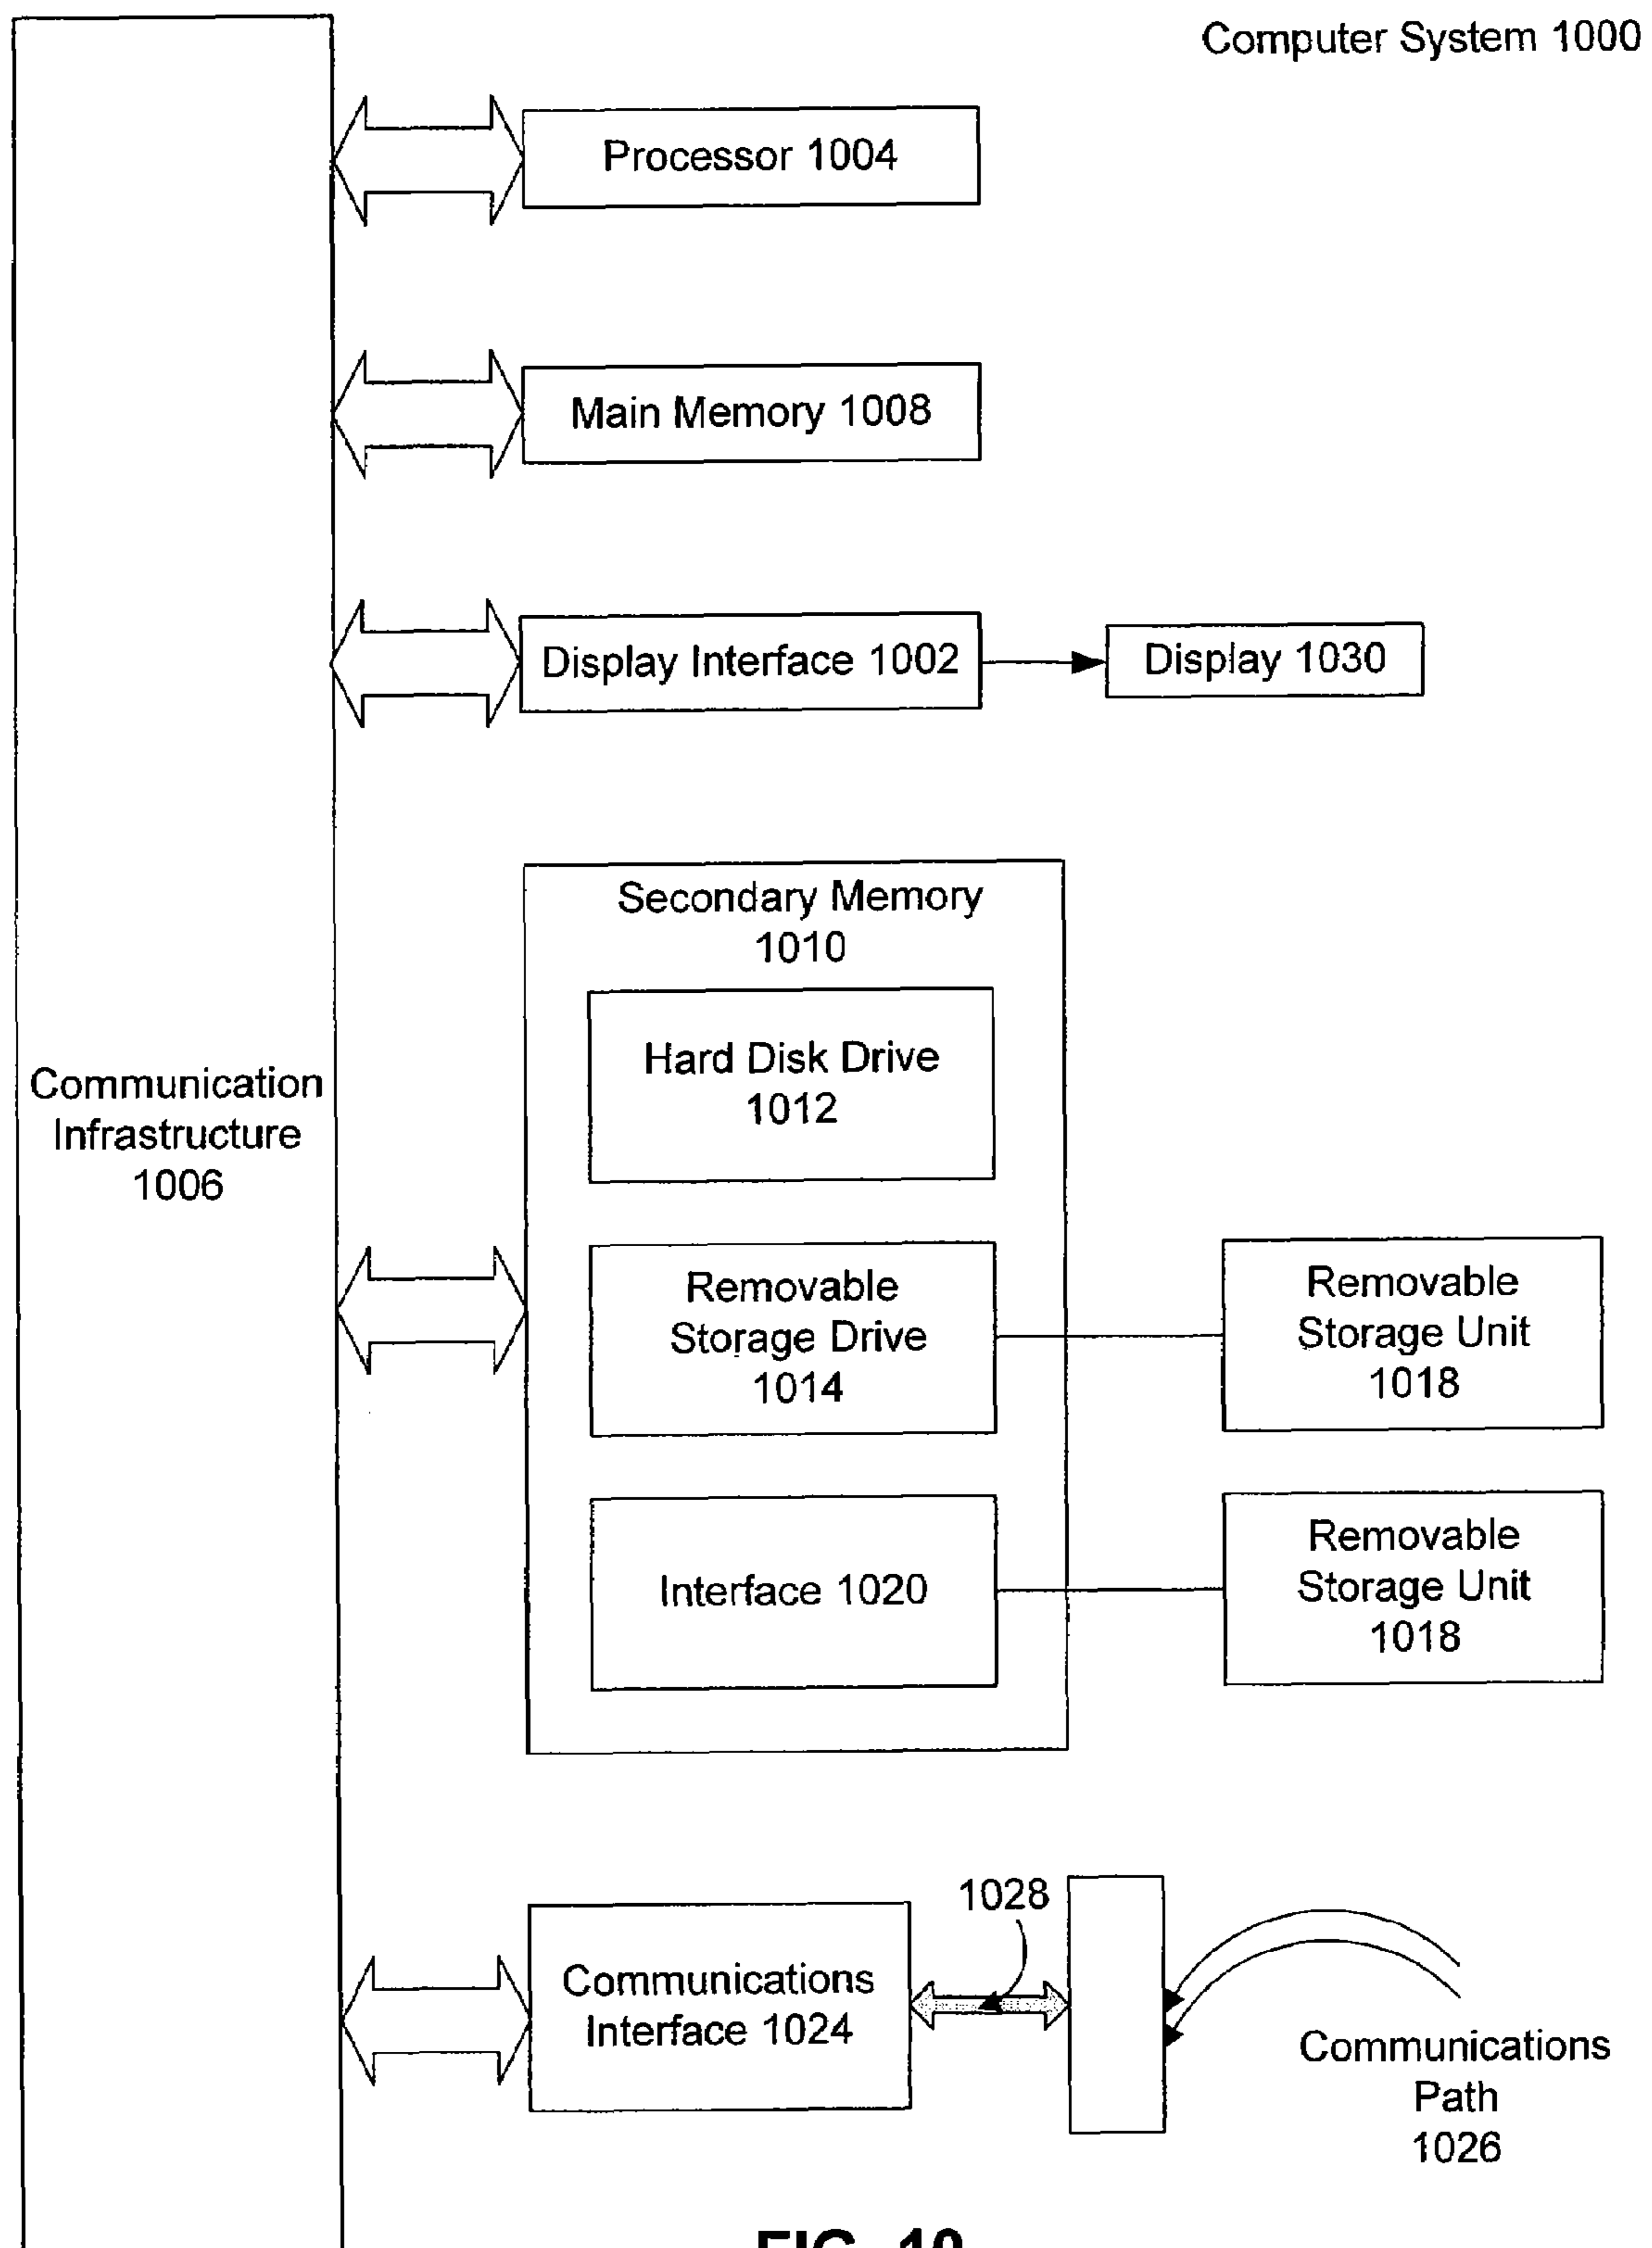 Computer System 1000
Processor 1004
Main Memory 1008
Display Interface 1002
Display 1030
Secondary Memory
1010
Hard Disk Drive
1012
Communication
Infrastructure
1006
Removable
Storage Drive
1014
Removable
Storage Unit
1018
Interface 1020
Removable
Storage Unit
1018
1028
Communications
Interface 1024
Communications
Path
1026
FIG. 10